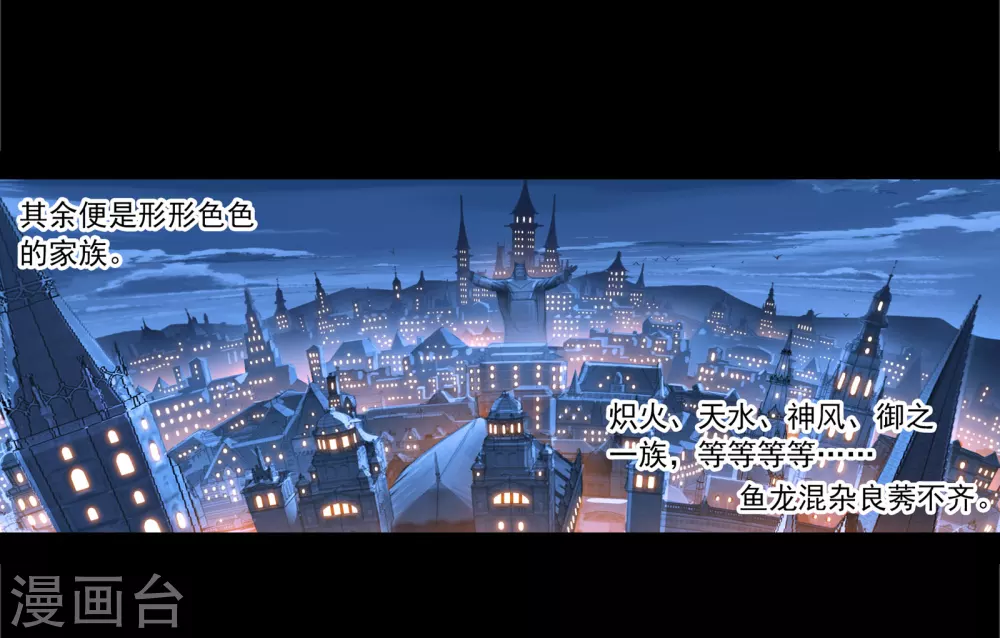 其余便是形形色色
的家族。
炽火、天水、神风、御之
一族，等等等等……
鱼龙混杂良莠不齐。
漫画台